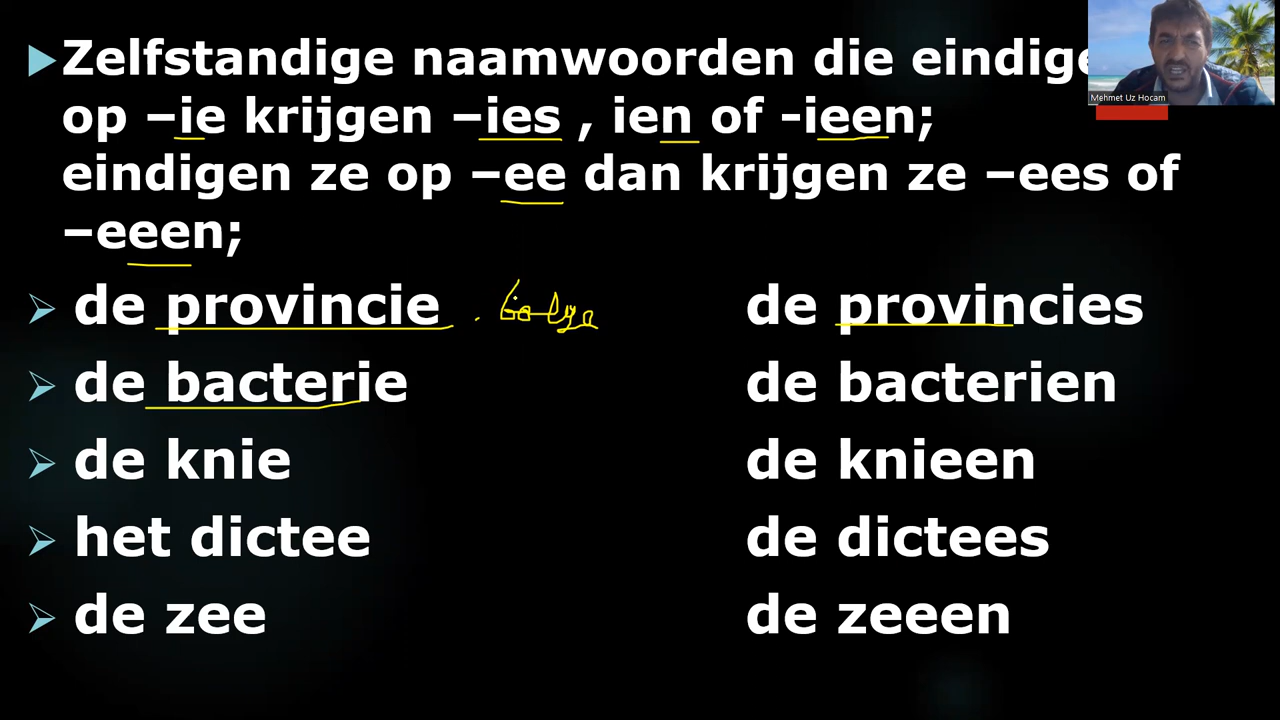 Zelfstandige naamwoorden die eindige
op –ie krijgen –ies , ien of -ieen;
eindigen ze op –ee dan krijgen ze –ees of
–eeen;
de provincie de provincies
de bacterie de bacterien
de knie de knieen
het dictee de dictees
de zee de zeeen
Mehmet Uz Hocam